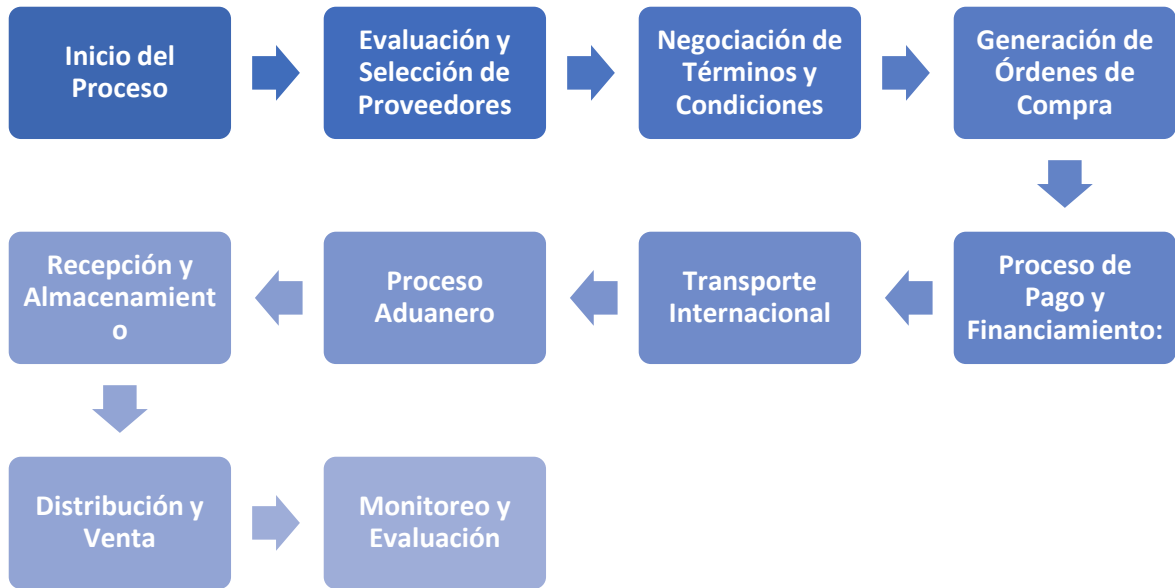 Inicio del
Proceso
Evaluación y
Selección de
Proveedores
Negociación de
Términos y
Condiciones
Generación de
Órdenes de
Compra
Proceso de
Pago y
Financiamiento:
Transporte
Internacional
Proceso
Aduanero
Recepción y
Almacenamient
o
Distribución y
Venta
Monitoreo y
Evaluación